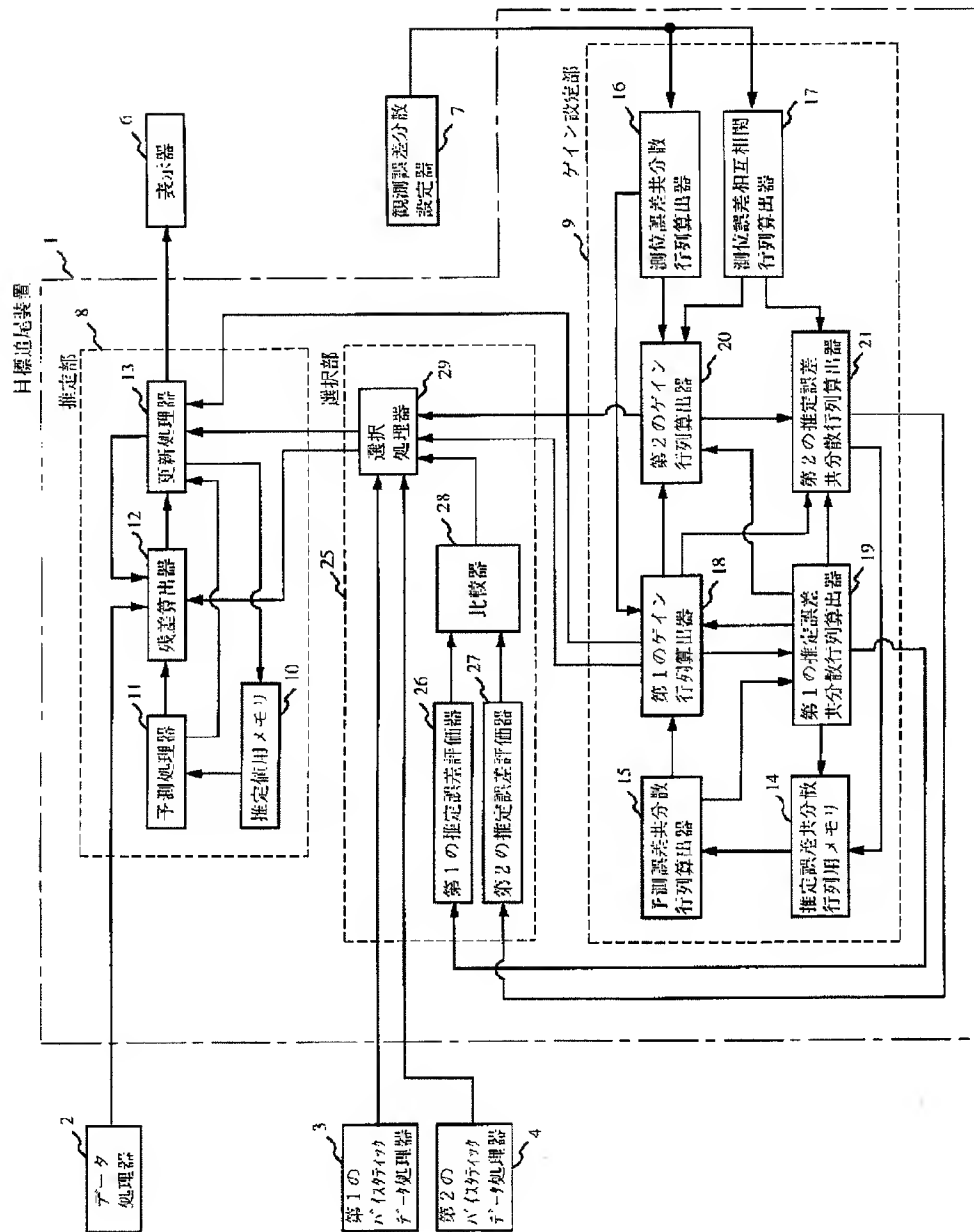 目標追尾装置
1
データ
処理器
2
第1の
バイスタティック
データ処理器
3
第2の
バイスタティック
データ処理器
4
表示器
6
観測誤差分散
設定器
7
推定部
8
予測処理器
11
残差算出器
12
更新処理器
13
推定値用メモリ
10
選択部
25
第1の推定誤差評価器
26
第2の推定誤差評価器
27
比較器
28
選択
処理器
29
ゲイン改定部
9
予測誤差共分散
行列算出器
15
推定誤差共分散
行列用メモリ
14
第1のゲイン
行列算出器
18
第1の推定誤差
共分散行列算出器
19
第2のゲイン
行列算出器
20
第2の推定誤差
共分散行列算出器
21
測位誤差共分散
行列算出器
16
測位誤差相互相関
行列算出器
17